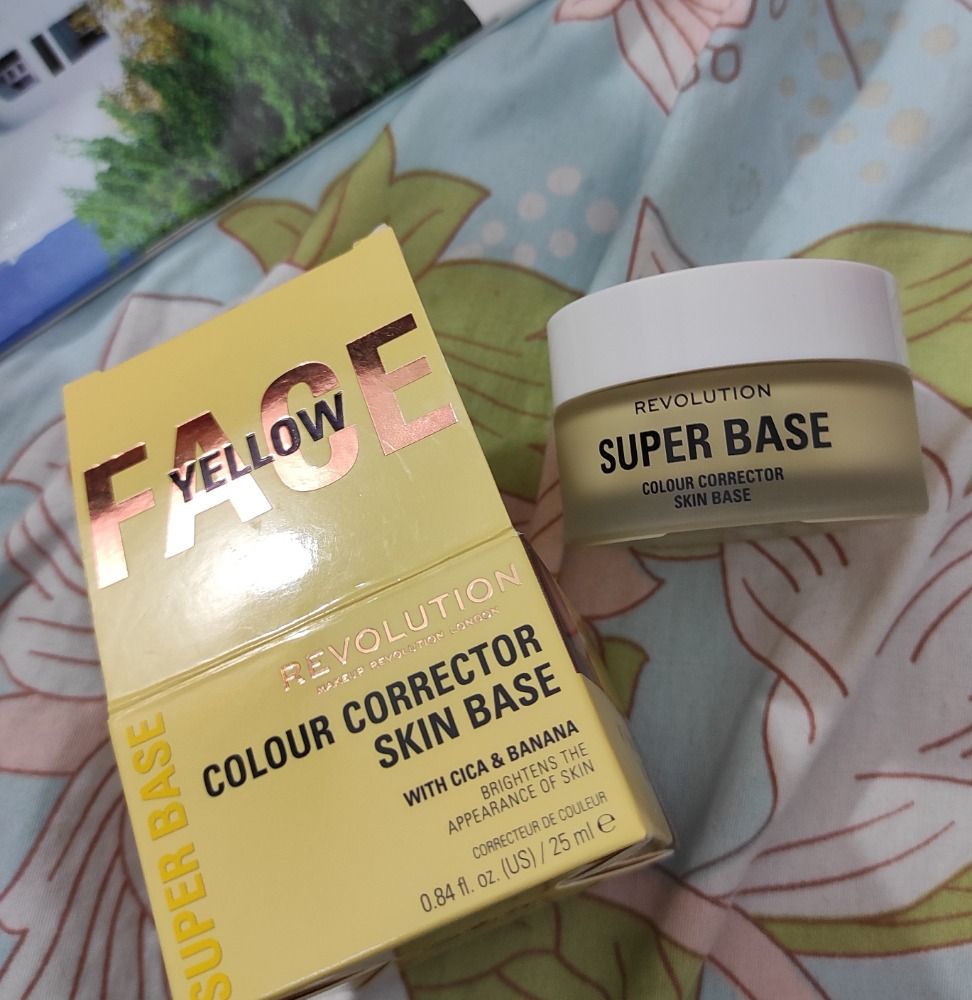 FACE
YELLOW
REVOLUTION
MAKEUP REVOLUTION LONDON
COLOUR CORRECTOR
SKIN BASE
WITH CICA & BANANA
BRIGHTENS THE
APPEARANCE OF SKIN
CORRECTEUR DE COULEUR
0.84 fl. oz. (US) / 25 ml e
SUPER BASE
REVOLUTION
SUPER BASE
COLOUR CORRECTOR
SKIN BASE